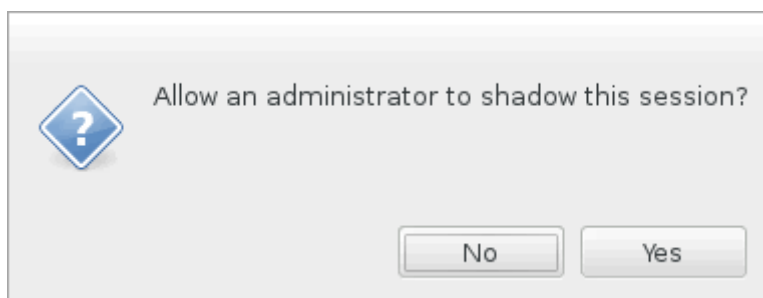 Allow an administrator to shadow this session?
?
No
Yes